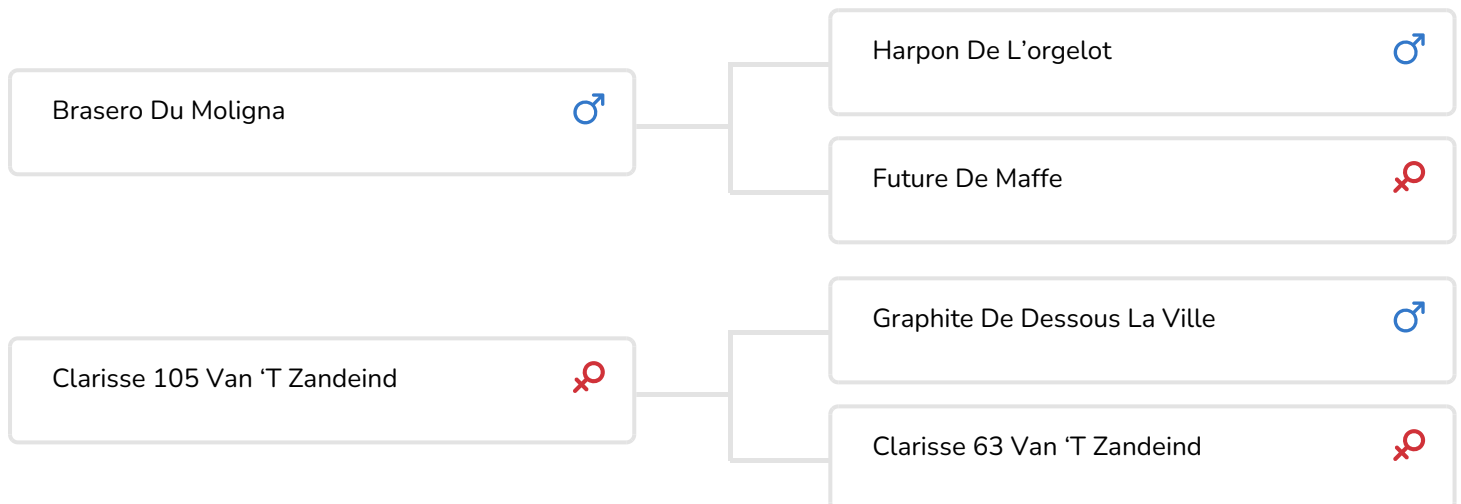 Harpon De L’orgelot
Brasero Du Moligna
Future De Maffe
Graphite De Dessous La Ville
Clarisse 105 Van ‘T Zandeind
Clarisse 63 Van ‘T Zandeind